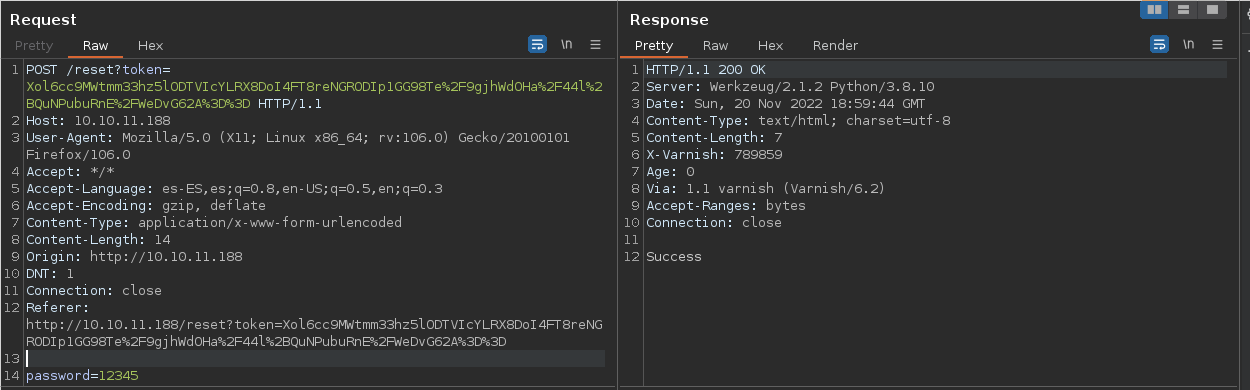 Request
Pretty Raw Hex
\n
1 POST /reset?token=
Xol6cc9MWtmm33hz5lODTVIcYLRX8DoI4FT8reNGRODIp1GG98Te%2F9gjhWdOHa%2F44l%2
BQuNPubuRnE%2FWeDvG62A%3D%3D HTTP/1.1
2 Host: 10.10.11.188
3 User-Agent: Mozilla/5.0 (X11; Linux x86_64; rv:106.0) Gecko/20100101
Firefox/106.0
4 Accept: */*
5 Accept-Language: es-ES,es;q=0.8,en-US;q=0.5,en;q=0.3
6 Accept-Encoding: gzip, deflate
7 Content-Type: application/x-www-form-urlencoded
8 Content-Length: 14
9 Origin: http://10.10.11.188
10 DNT: 1
11 Connection: close
12 Referer:
http://10.10.11.188/reset?token=Xol6cc9MWtmm33hz5lODTVIcYLRX8DoI4FT8reNG
RODIp1GG98Te%2F9gjhWdOHa%2F44l%2BQuNPubuRnE%2FWeDvG62A%3D%3D
13
14 password=12345
Response
Pretty Raw Hex Render
\n
1 HTTP/1.1 200 OK
2 Server: Werkzeug/2.1.2 Python/3.8.10
3 Date: Sun, 20 Nov 2022 18:59:44 GMT
4 Content-Type: text/html; charset=utf-8
5 Content-Length: 7
6 X-Varnish: 789859
7 Age: 0
8 Via: 1.1 varnish (Varnish/6.2)
9 Accept-Ranges: bytes
10 Connection: close
11
12 Success